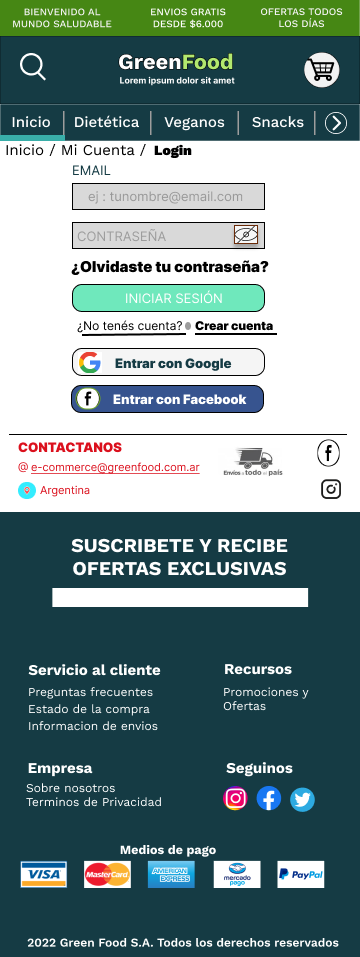 BIENVENIDO AL
MUNDO SALUDABLE
ENVIOS GRATIS
DESDE $6.000
OFERTAS TODOS
LOS DÍAS
GreenFood
Lorem ipsum dolor sit amet
Inicio
Dietética
Veganos
Snacks
Inicio / Mi Cuenta / Login
EMAIL
ej : tunombre@email.com
CONTRASEÑA
¿Olvidaste tu contraseña?
INICIAR SESIÓN
¿No tenés cuenta? Crear cuenta
Entrar con Google
Entrar con Facebook
CONTACTANOS
@ e-commerce@greenfood.com.ar
Envios a todo el pais
Argentina
SUSCRIBETE Y RECIBE
OFERTAS EXCLUSIVAS
Servicio al cliente
Preguntas frecuentes
Estado de la compra
Informacion de envios
Recursos
Promociones y
Ofertas
Empresa
Sobre nosotros
Terminos de Privacidad
Seguinos
Medios de pago
VISA
MasterCard
AMERICAN
EXPRESS
mercado
pago
PayPal
2022 Green Food S.A. Todos los derechos reservados